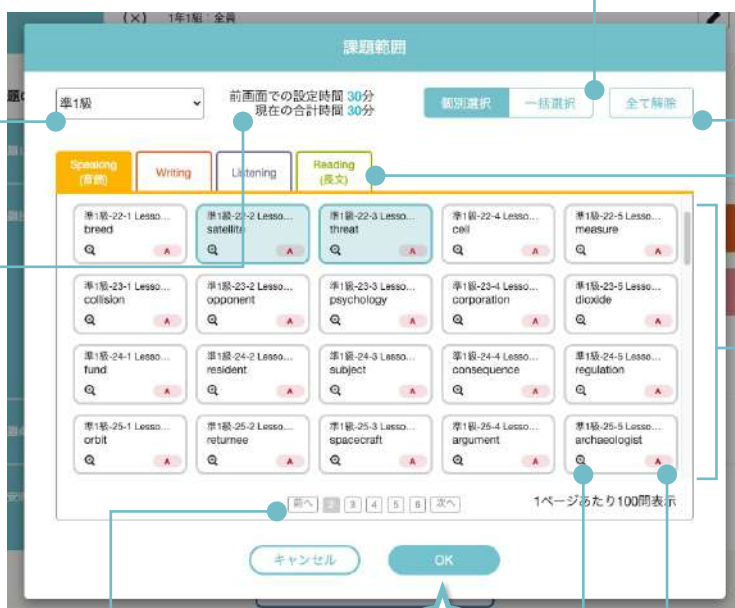 (×) 1年1組：全員
課題範囲
準1級
前画面での設定時間 30分
現在の合計時間 30分
個別選択
一括選択
全て解除
Speaking
(音読)
Writing
Listening
Reading
(長文)
準1級-22-1 Lesso...
breed
A
準1級-22-2 Lesso...
satellite
A
準1級-22-3 Lesso...
threat
A
準1級-22-4 Lesso...
cell
A
準1級-22-5 Lesso...
measure
A
準1級-23-1 Lesso...
collision
A
準1級-23-2 Lesso...
opponent
A
準1級-23-3 Lesso...
psychology
A
準1級-23-4 Lesso...
corporation
A
準1級-23-5 Lesso...
dioxide
A
準1級-24-1 Lesso...
fund
A
準1級-24-2 Lesso...
resident
A
準1級-24-3 Lesso...
subject
A
準1級-24-4 Lesso...
consequence
A
準1級-24-5 Lesso...
regulation
A
準1級-25-1 Lesso...
orbit
A
準1級-25-2 Lesso...
returnee
A
準1級-25-3 Lesso...
spacecraft
A
準1級-25-4 Lesso...
argument
A
準1級-25-5 Lesso...
archaeologist
A
前へ 2 3 4 5 6 次へ
1ページあたり100問表示
キャンセル
OK